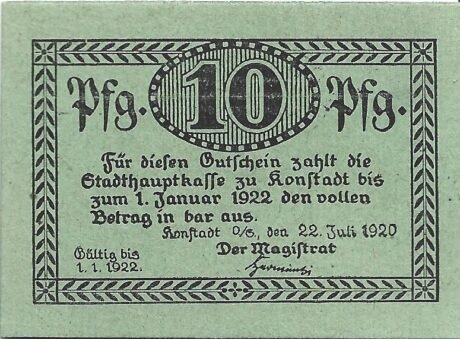 Pfg. 10 Pfg.
Für diesen Gutschein zahlt die
Stadthauptkasse zu Konstadt bis
zum 1. Januar 1922 den vollen
Betrag in bar aus.
Konstadt O/S., den 22. Juli 1920
Gültig bis Der Magistrat
1. 1. 1922.